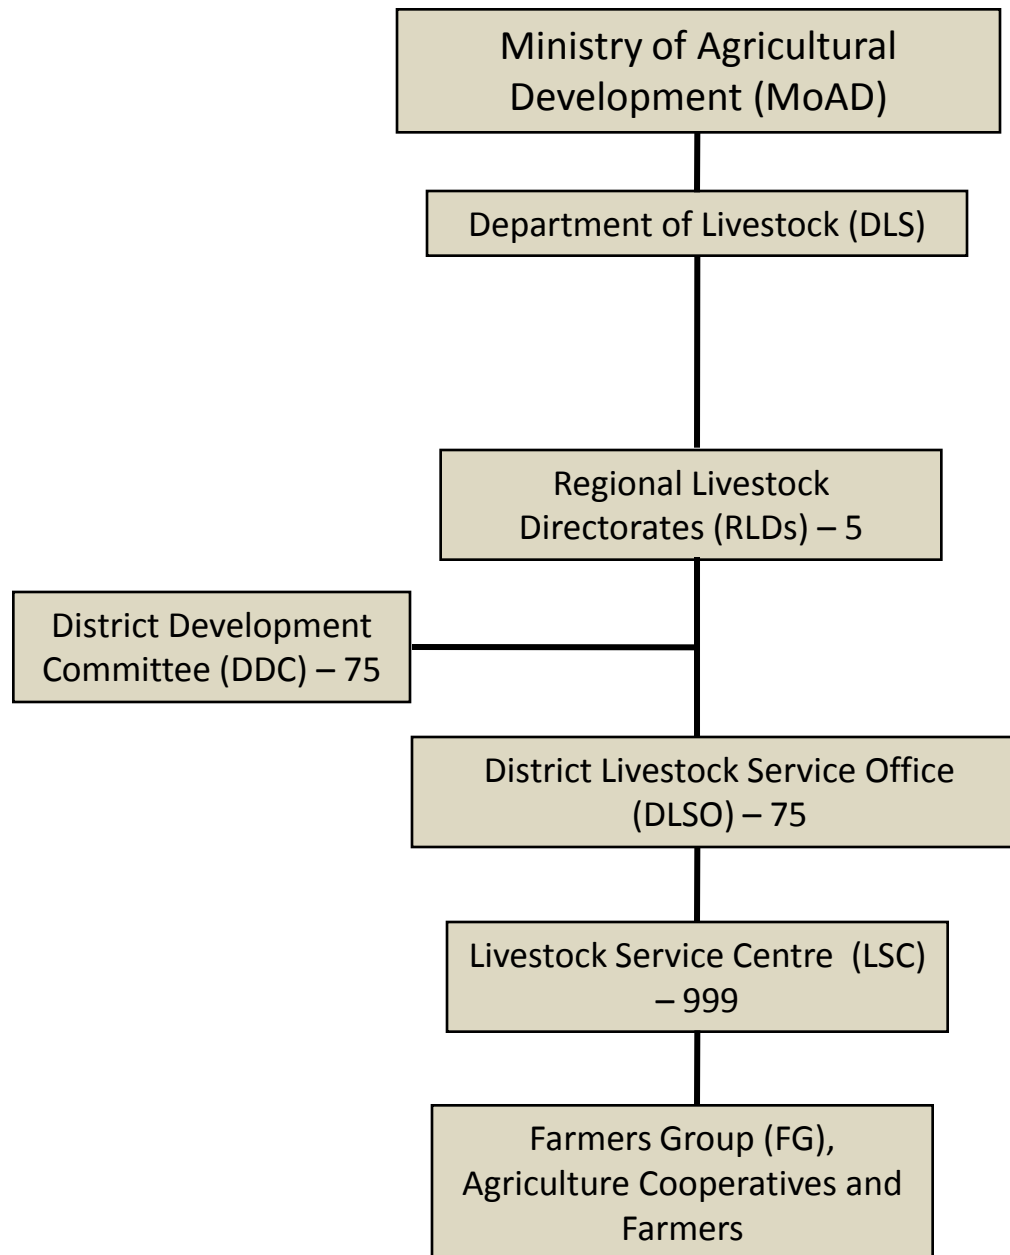 Ministry of Agricultural
Development (MoAD)
Department of Livestock (DLS)
Regional Livestock
Directorates (RLDs) – 5
District Development
Committee (DDC) – 75
District Livestock Service Office
(DLSO) – 75
Livestock Service Centre  (LSC)
– 999
Farmers Group (FG),
Agriculture Cooperatives and
Farmers